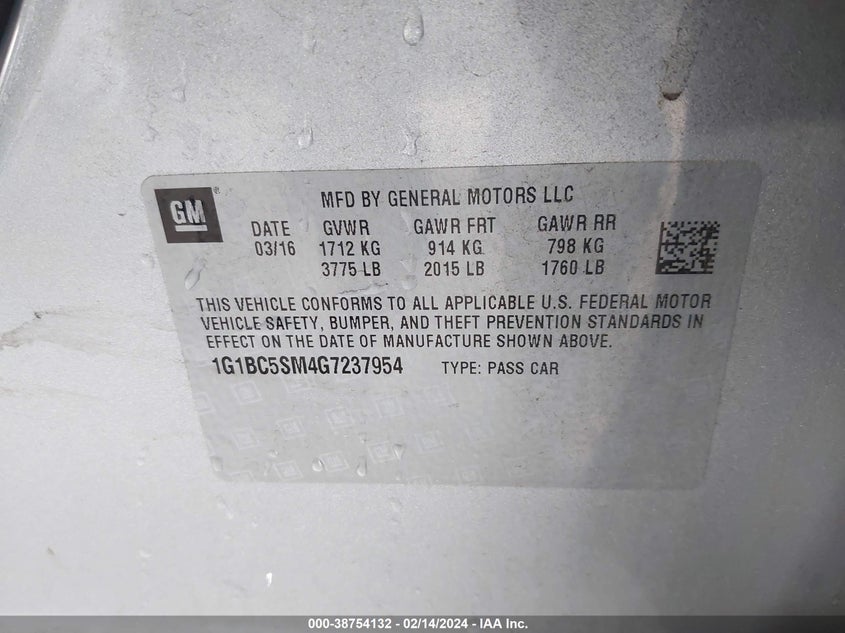 GM ®
MFD BY GENERAL MOTORS LLC
DATE GVWR GAWR FRT GAWR RR
03/16 1712 KG 914 KG 798 KG
3775 LB 2015 LB 1760 LB
THIS VEHICLE CONFORMS TO ALL APPLICABLE U.S. FEDERAL MOTOR
VEHICLE SAFETY, BUMPER, AND THEFT PREVENTION STANDARDS IN
EFFECT ON THE DATE OF MANUFACTURE SHOWN ABOVE.
1G1BC5SM4G7237954 TYPE: PASS CAR
000-38754132 - 02/14/2024 - IAA Inc.